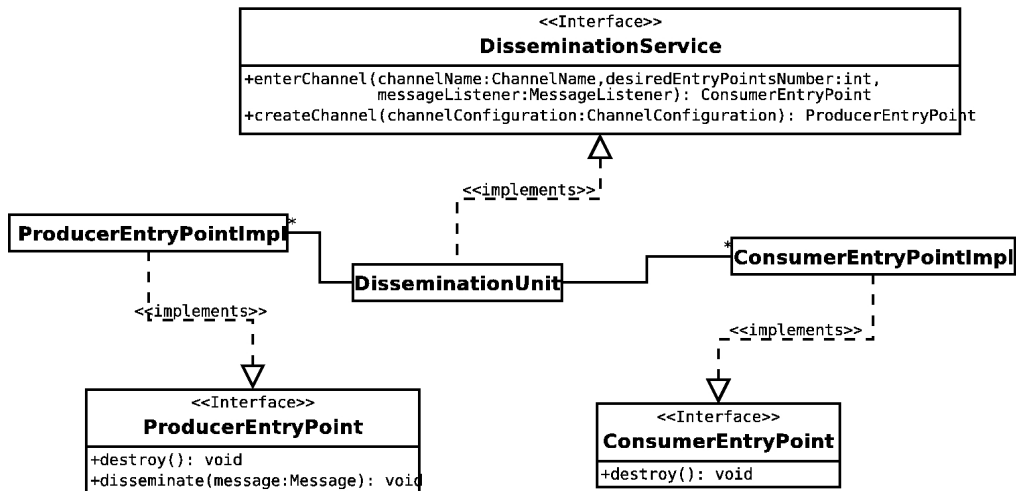 <<Interface>>
DisseminationService
+enterChannel(channelName:ChannelName,desiredEntryPointsNumber:int,
messageListener:MessageListener): ConsumerEntryPoint
+createChannel(channelConfiguration:ChannelConfiguration): ProducerEntryPoint
<<implements>>
ProducerEntryPointImpl
*
*
ConsumerEntryPointImpl
DisseminationUnit
<<implements>>
<<implements>>
<<Interface>>
ProducerEntryPoint
+destroy(): void
+disseminate(message:Message): void
<<Interface>>
ConsumerEntryPoint
+destroy(): void